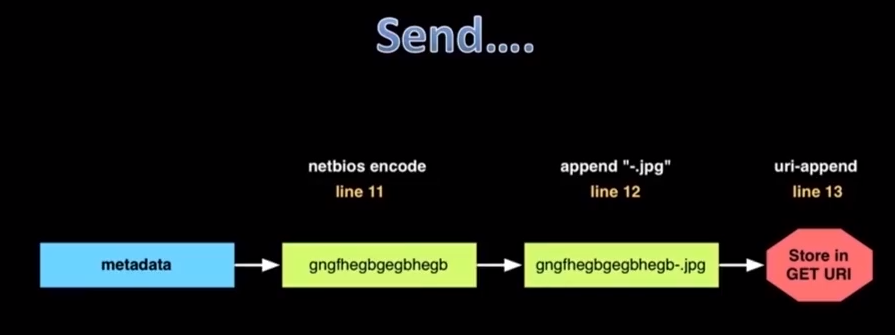 Send....
netbios encode
line 11
append "-.jpg"
line 12
uri-append
line 13
metadata
gngfhegbgegbhegb
gngfhegbgegbhegb-.jpg
Store in
GET URI